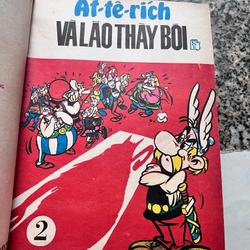 Át-tê-rích
VÀ LÃO THẦY BÓI
2